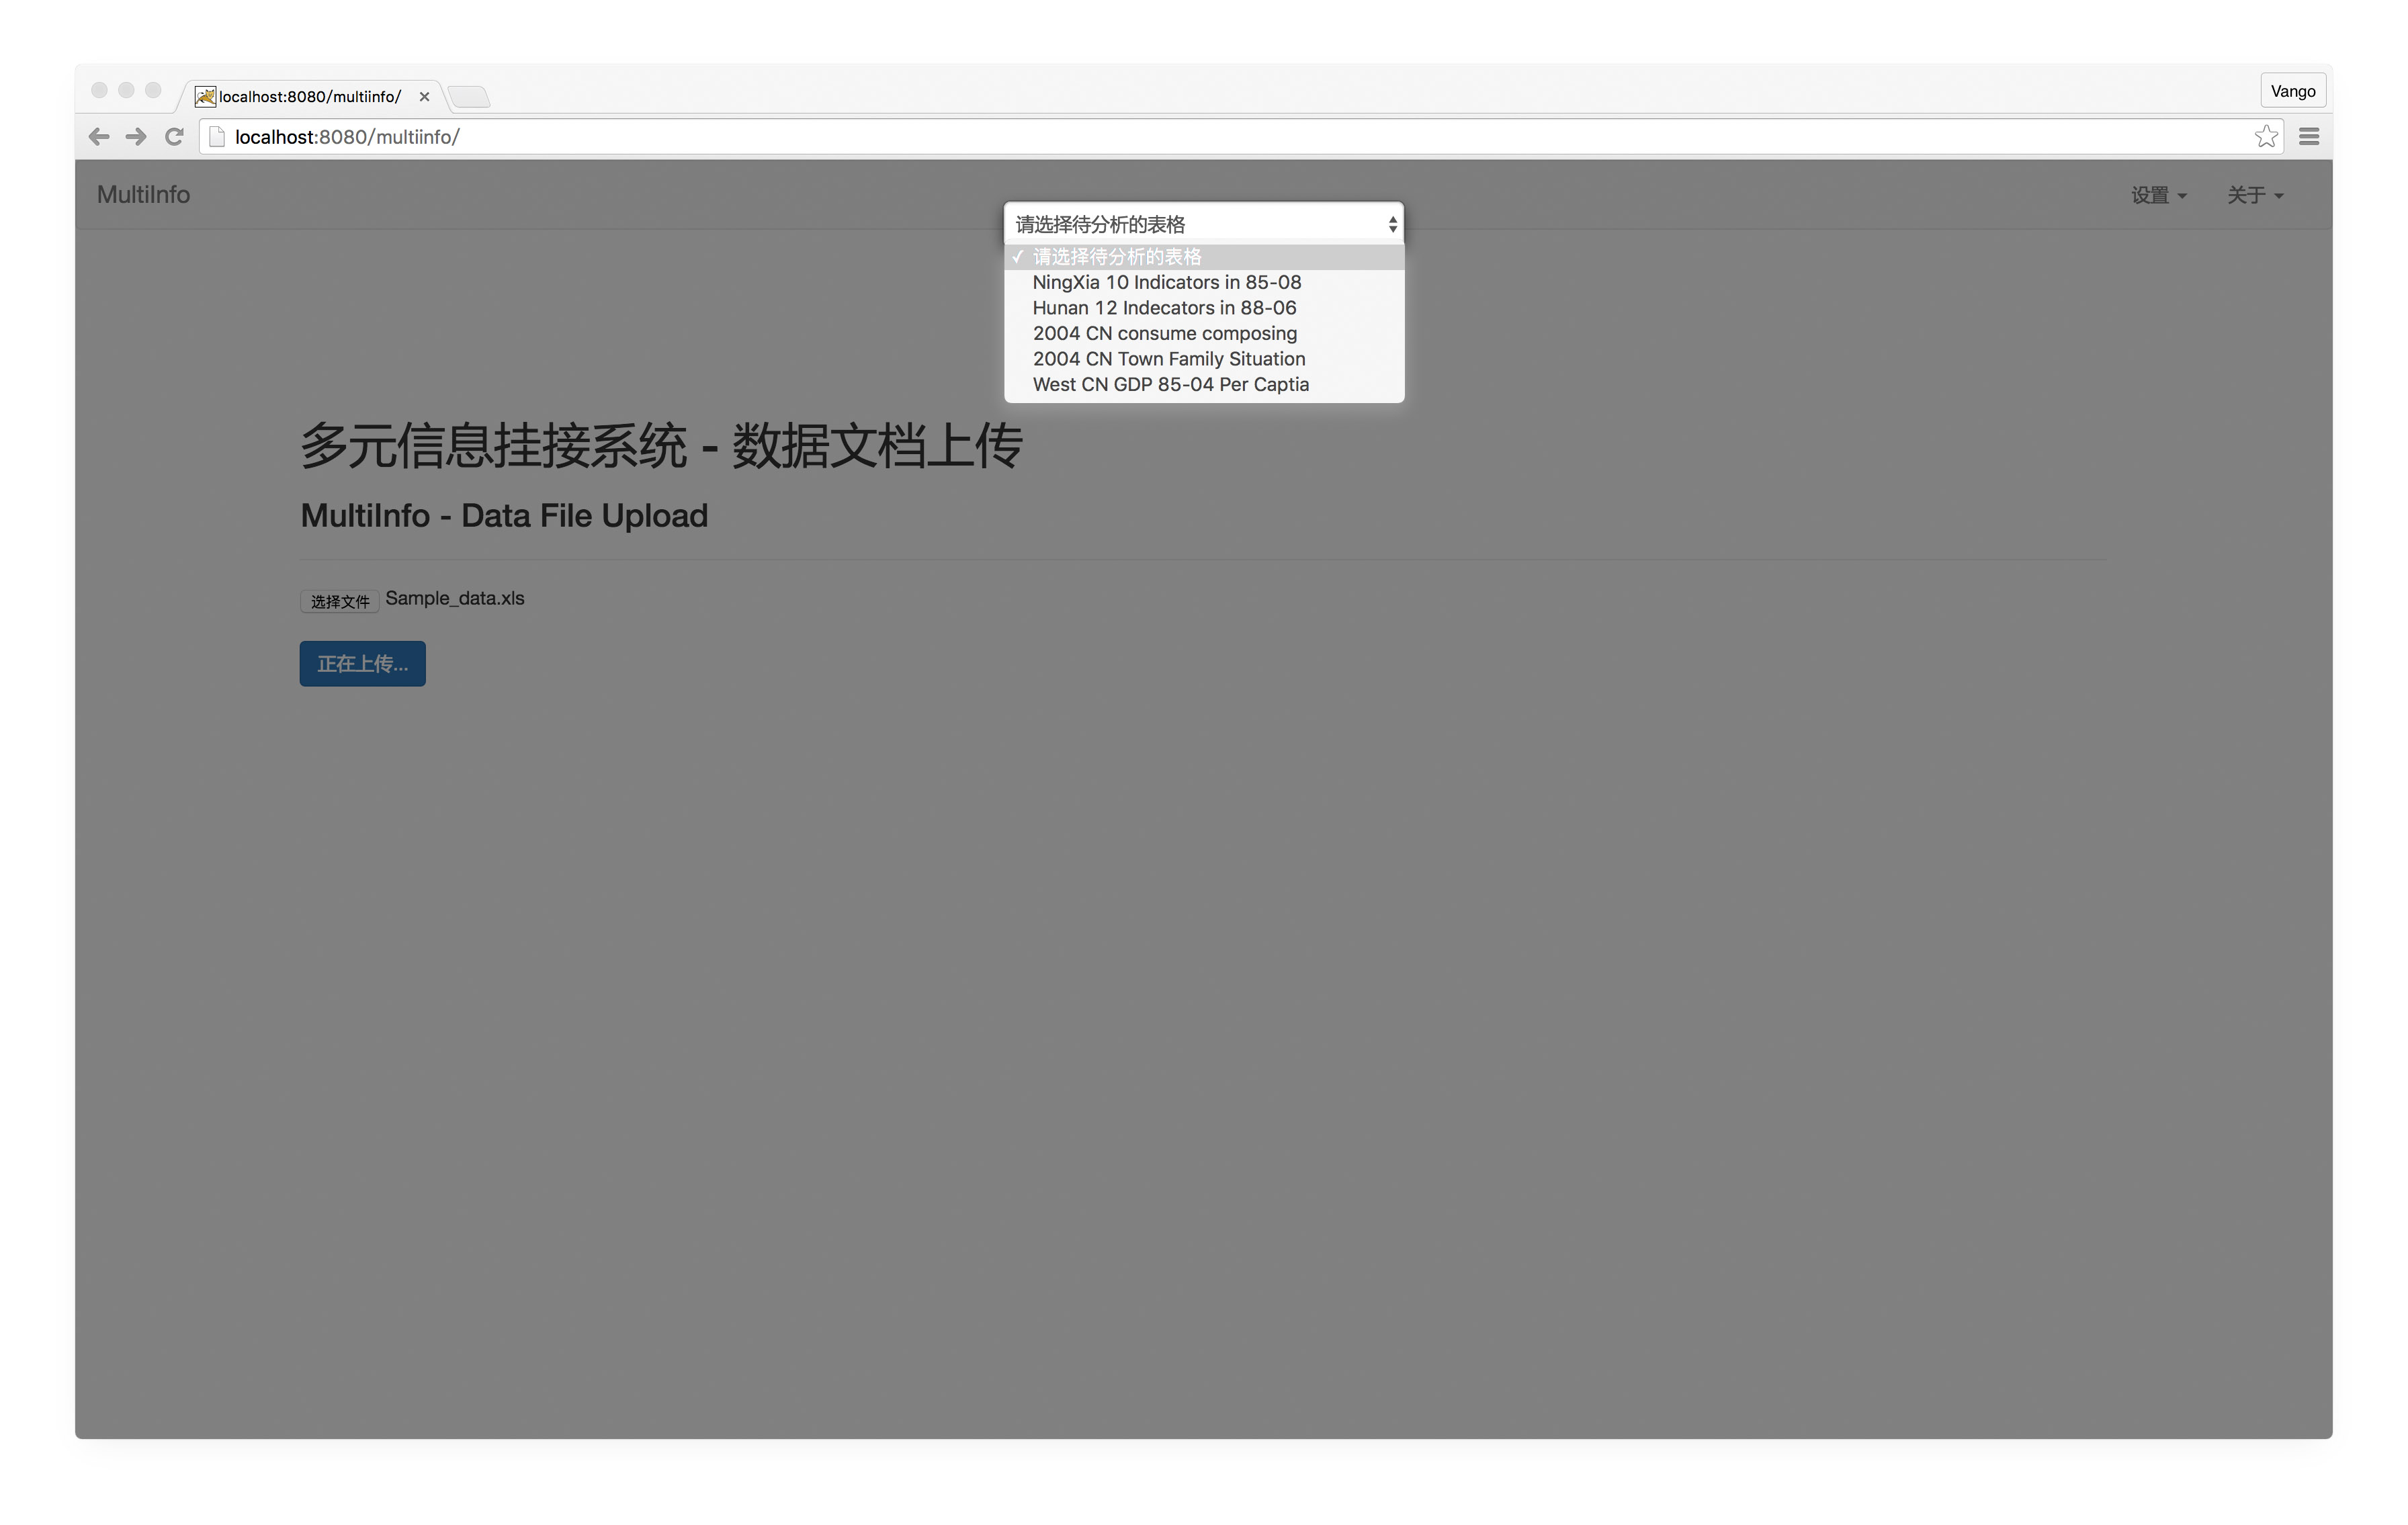 localhost:8080/multiinfo/
Vango
localhost:8080/multiinfo/
MultiInfo
设置
关于
请选择待分析的表格
请选择待分析的表格
NingXia 10 Indicators in 85-08
Hunan 12 Indecators in 88-06
2004 CN consume composing
2004 CN Town Family Situation
West CN GDP 85-04 Per Captia
多元信息挂接系统 - 数据文档上传
MultiInfo - Data File Upload
选择文件 Sample_data.xls
正在上传...